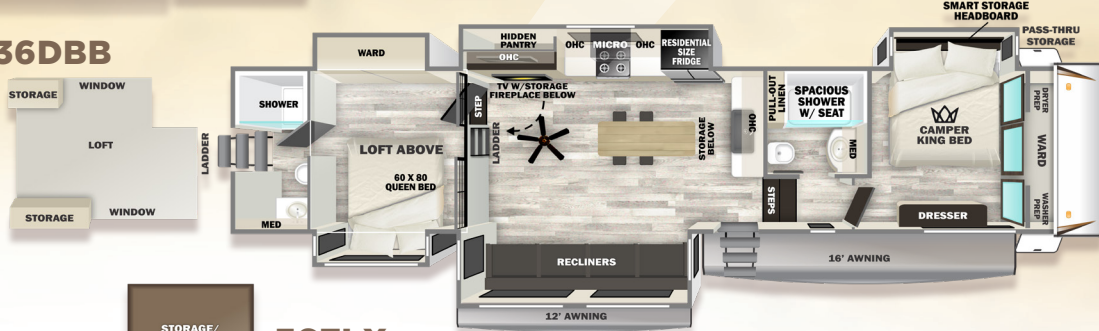 36DBB
STORAGE
WINDOW
LOFT
STORAGE
WINDOW
LADDER
SHOWER
MED
WARD
LOFT ABOVE
60 X 80
QUEEN BED
STEP
LADDER
HIDDEN
PANTRY
OHC
OHC
MICRO
OHC
RESIDENTIAL
SIZE
FRIDGE
TV W/STORAGE
FIREPLACE BELOW
STORAGE
BELOW
OHC
RECLINERS
12' AWNING
PULL-OUT
LINEN
SPACIOUS
SHOWER
W/ SEAT
MED
STEPS
16' AWNING
SMART STORAGE
HEADBOARD
PASS-THRU
STORAGE
CAMPER
KING BED
DRYER
PREP
WARD
WASHER
PREP
DRESSER
STORAGE/